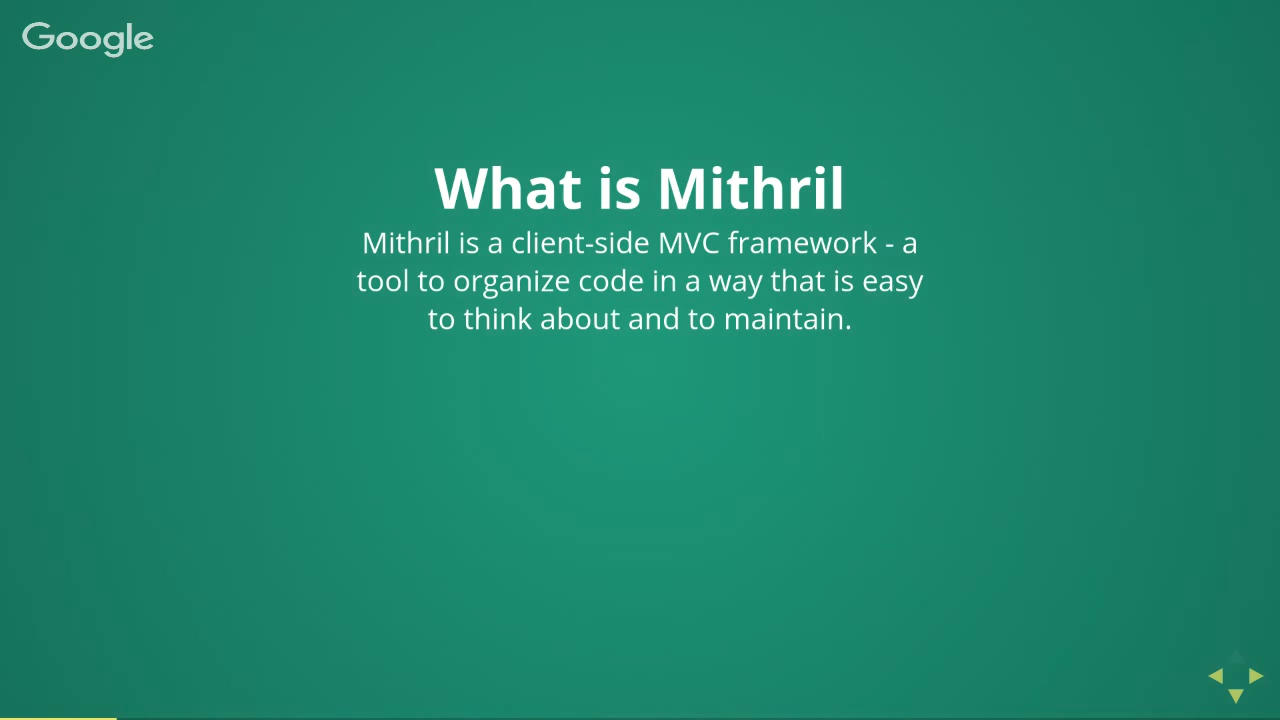 Google
What is Mithril
Mithril is a client-side MVC framework - a
tool to organize code in a way that is easy
to think about and to maintain.